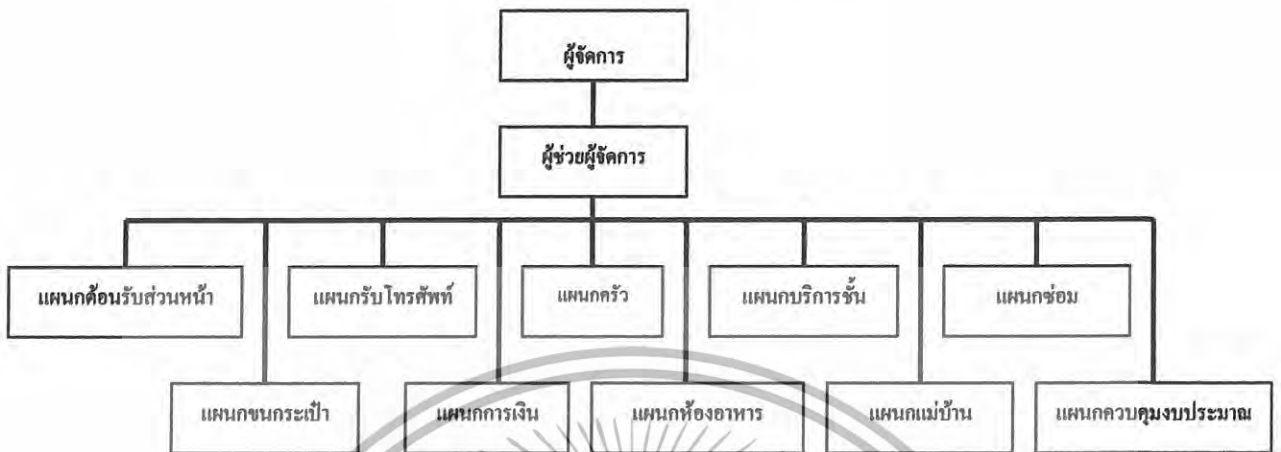 ผู้จัดการ
ผู้ช่วยผู้จัดการ
แผนกต้อนรับส่วนหน้า
แผนกรับโทรศัพท์
แผนกครัว
แผนกบริการชั้น
แผนกซ่อม
แผนกขนกระเป๋า
แผนกการเงิน
แผนกห้องอาหาร
แผนกแม่บ้าน
แผนกควบคุมงบประมาณ